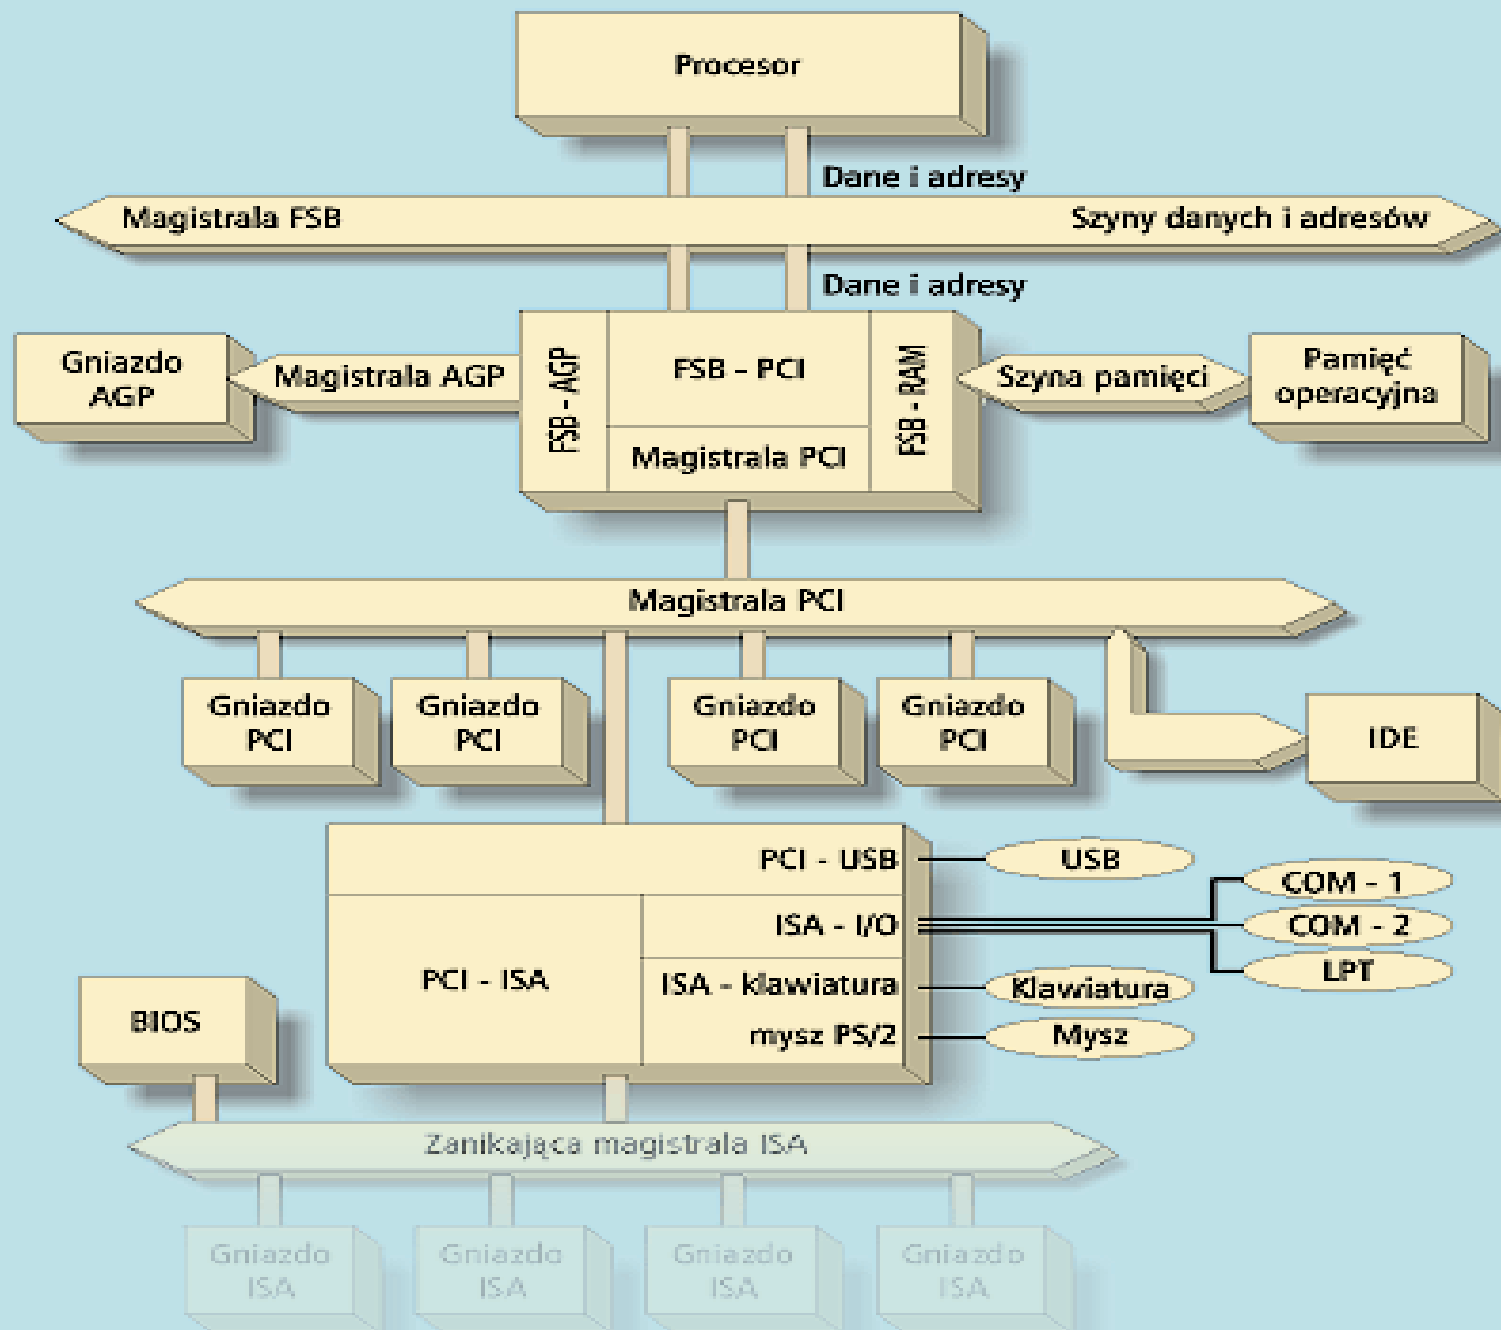 Procesor
Dane i adresy
Magistrala FSB
Szyny danych i adresów
Dane i adresy
Gniazdo
AGP
Magistrala AGP
FSB - AGP
FSB - PCI
Magistrala PCI
FSB - RAM
Szyna pamięci
Pamięć
operacyjna
Magistrala PCI
Gniazdo
PCI
Gniazdo
PCI
Gniazdo
PCI
Gniazdo
PCI
IDE
PCI - USB
USB
ISA - I/O
COM - 1
COM - 2
LPT
PCI - ISA
ISA - klawiatura
Klawiatura
mysz PS/2
Mysz
BIOS
Zanikająca magistrala ISA
Gniazdo
ISA
Gniazdo
ISA
Gniazdo
ISA
Gniazdo
ISA